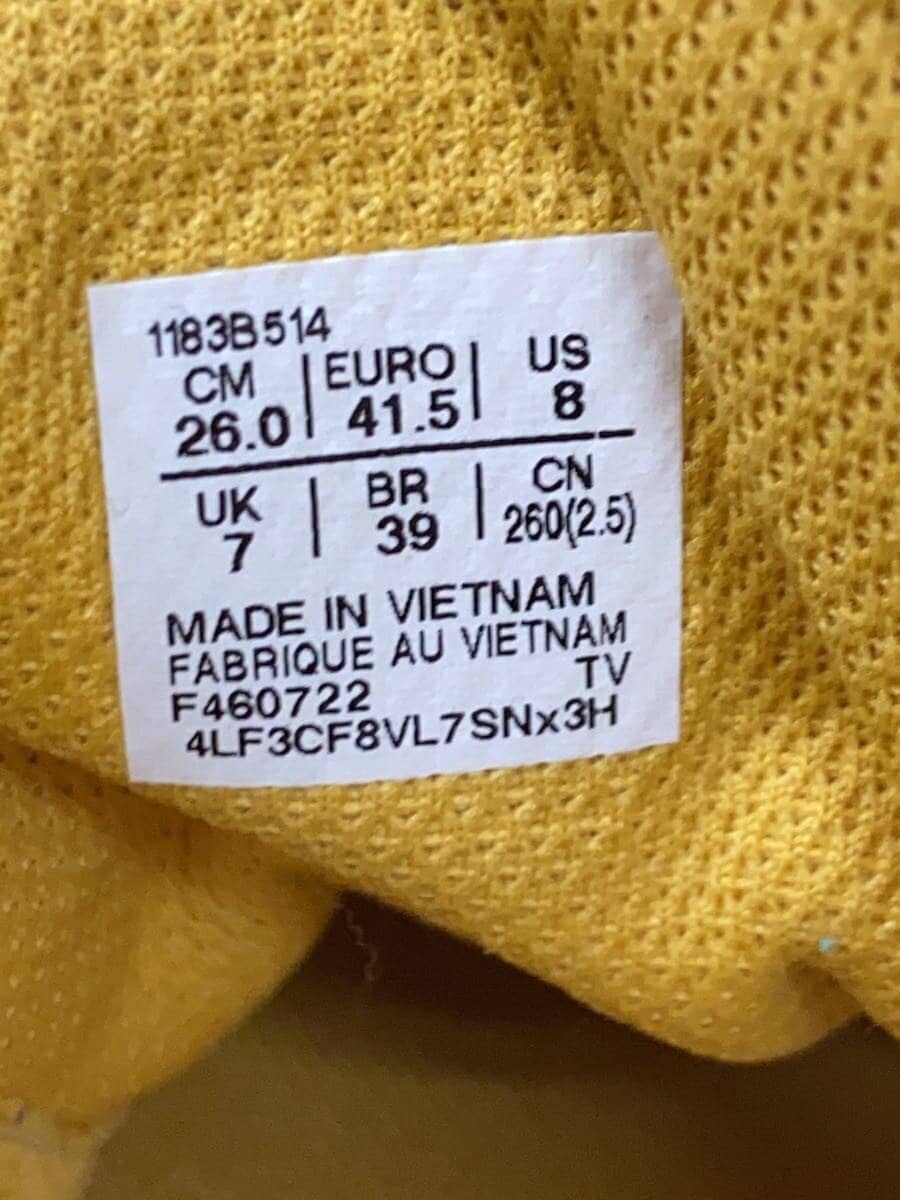 1183B514
CM | EURO | US
26.0 | 41.5 | 8
UK | BR | CN
7 | 39 | 260(2.5)
MADE IN VIETNAM
FABRIQUE AU VIETNAM
TV
F460722
4LF3CF8VL7SNx3H